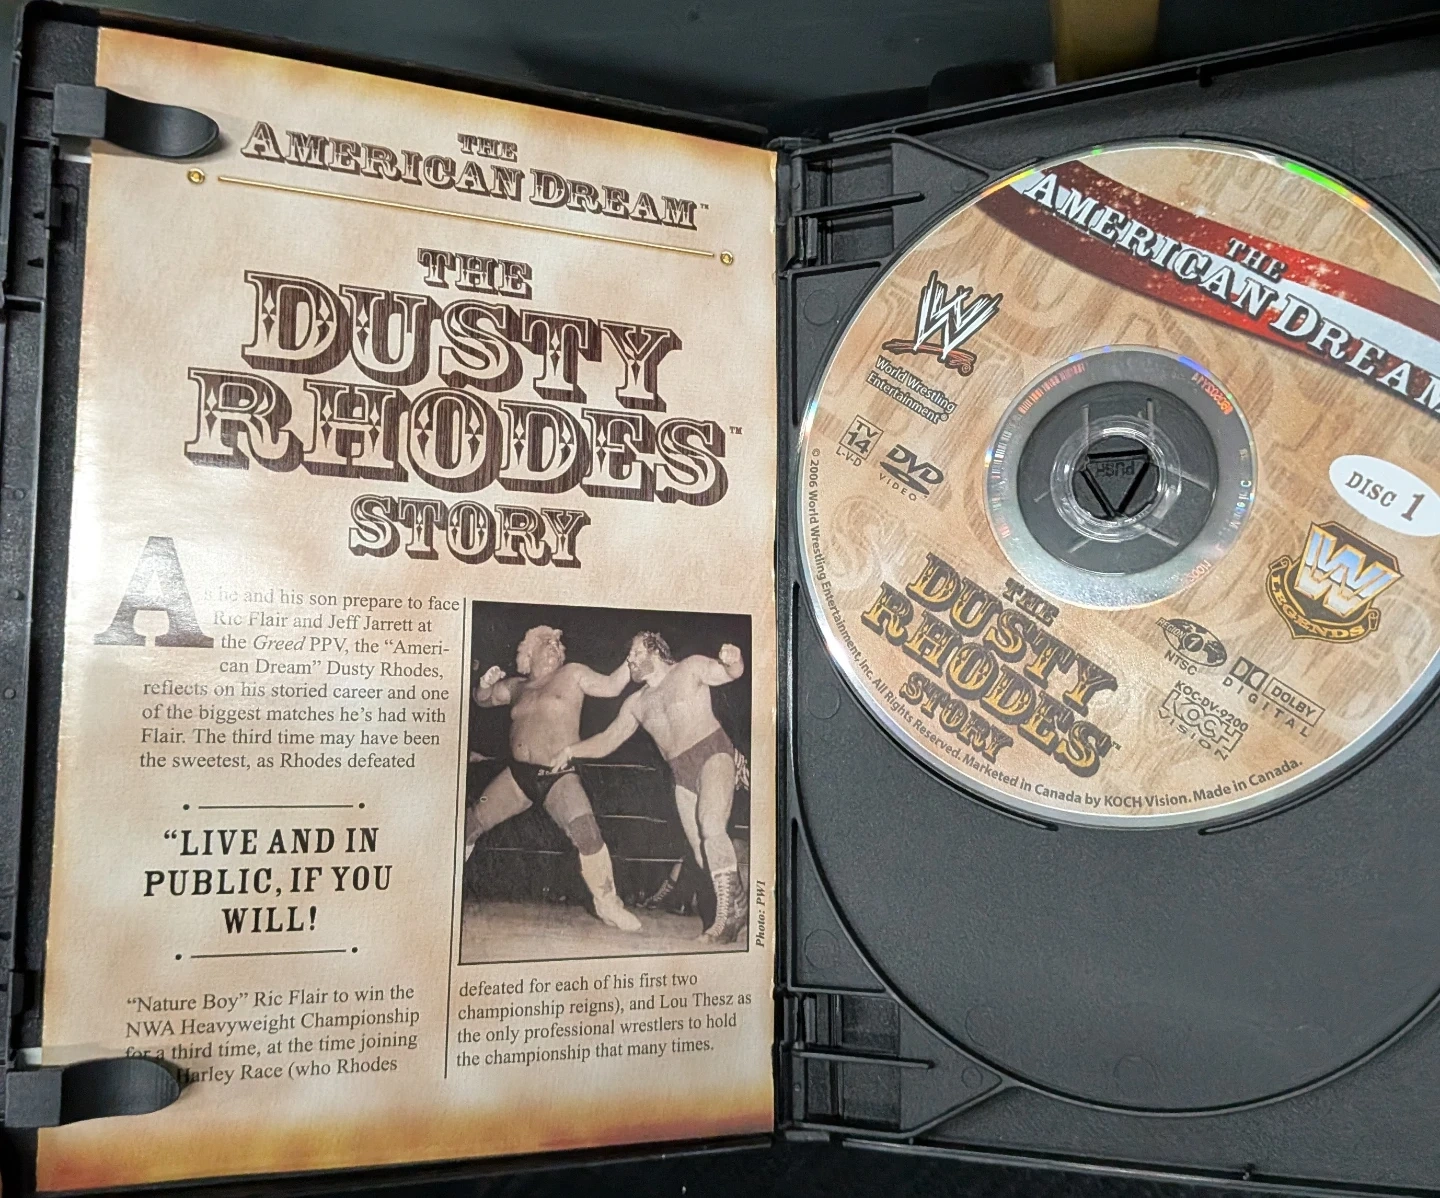 THE
AMERICAN DREAM™
THE
DUSTY
RHODES™
STORY
As he and his son prepare to face
Ric Flair and Jeff Jarrett at
the Greed PPV, the “Ameri-
can Dream” Dusty Rhodes,
reflects on his storied career and one
of the biggest matches he’s had with
Flair. The third time may have been
the sweetest, as Rhodes defeated
“LIVE AND IN
PUBLIC, IF YOU
WILL!
“Nature Boy” Ric Flair to win the
NWA Heavyweight Championship
for a third time, at the time joining
Harley Race (who Rhodes
Photo: PWI
defeated for each of his first two
championship reigns), and Lou Thesz as
the only professional wrestlers to hold
the championship that many times.
THE
AMERICAN DREAM
W
World Wrestling
Entertainment®
TV
14
L-V-D
DVD
VIDEO
PUSH
DISC 1
W
LEGENDS
THE
DUSTY
RHODES™
STORY
REGION 1
NTSC
DOLBY
DIGITAL
KOC-DV-9200
KOCH
VISION
© 2006 World Wrestling Entertainment, Inc. All Rights Reserved. Marketed in Canada by KOCH Vision. Made in Canada.